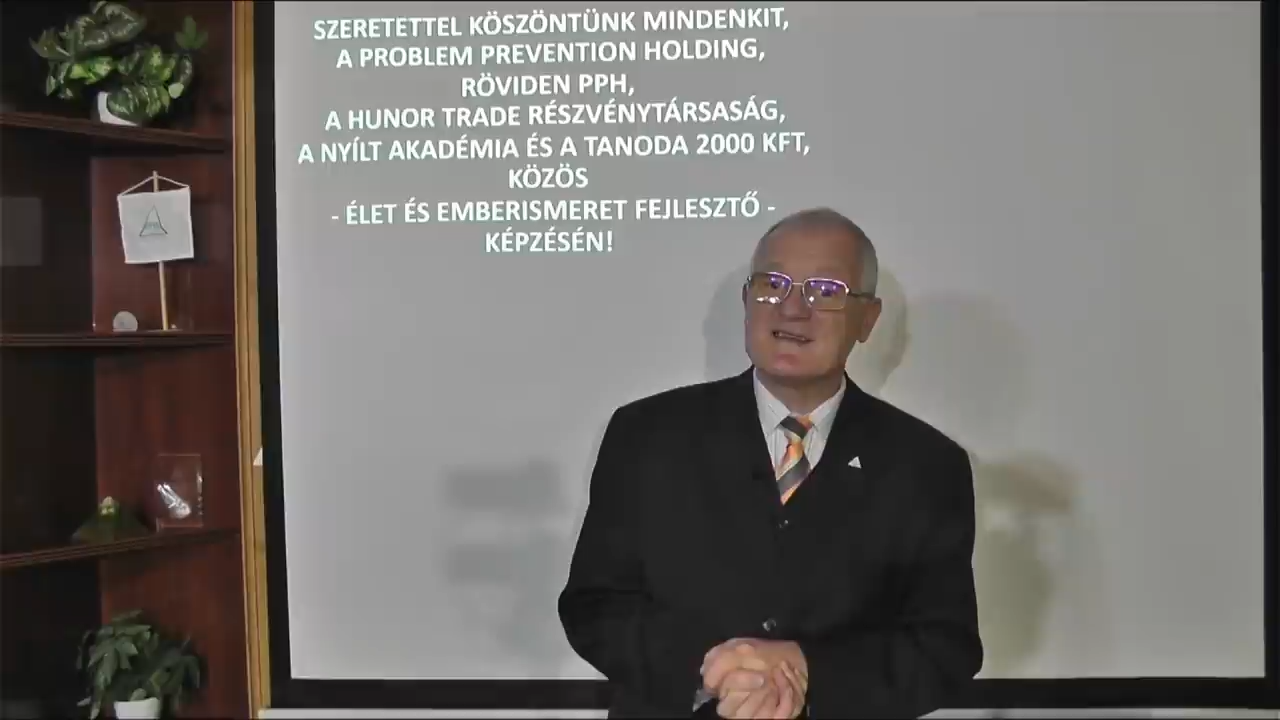 SZERETETTEL KÖSZÖNTÜNK MINDENKIT,
A PROBLEM PREVENTION HOLDING,
RÖVIDEN PPH,
A HUNOR TRADE RÉSZVÉNYTÁRSASÁG,
A NYÍLT AKADÉMIA ÉS A TANODA 2000 KFT,
KÖZÖS
- ÉLET ÉS EMBERISMERET FEJLESZTŐ -
KÉPZÉSÉN!